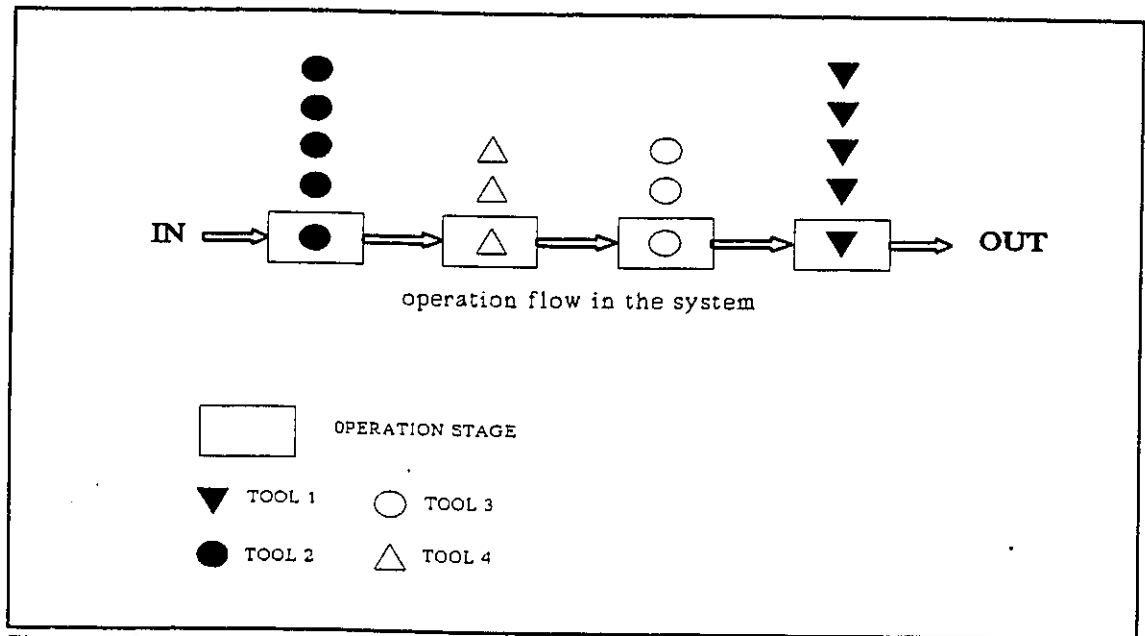 IN
OUT
operation flow in the system
OPERATION STAGE
TOOL 1
TOOL 3
TOOL 2
TOOL 4